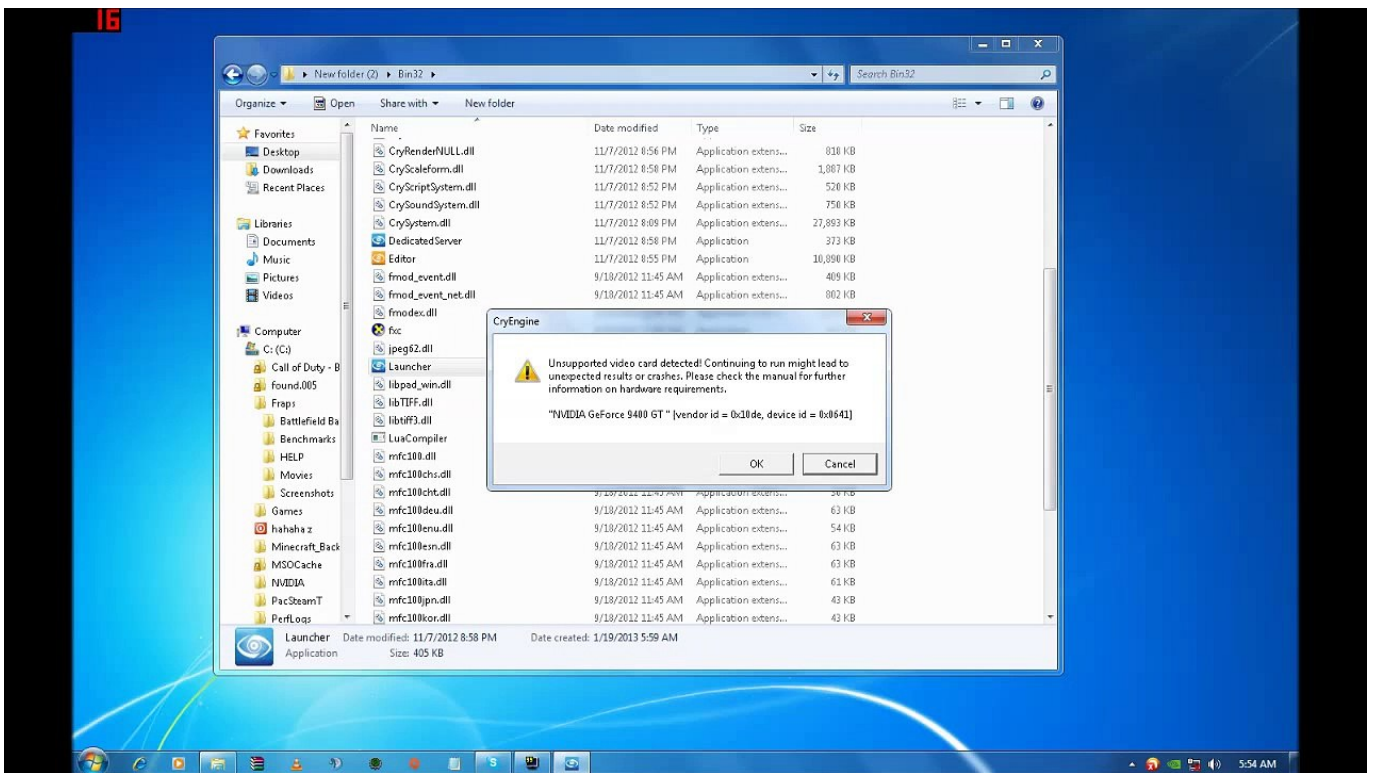 16
New folder (2) ▸ Bin32 ▸
Search Bin32
Organize
Open
Share with
New folder
Name
Date modified
Type
Size
Favorites
Desktop
Downloads
Recent Places
Libraries
Documents
Music
Pictures
Videos
Computer
C: (C:)
Call of Duty - B
found.005
Fraps
Battlefield Ba
Benchmarks
HELP
Movies
Screenshots
Games
hahaha z
Minecraft_Back
MSOCache
NVIDIA
PacSteamT
PerfLogs
CryRenderNULL.dll 11/7/2012 8:56 PM Application extens... 818 KB
CryScaleform.dll 11/7/2012 8:58 PM Application extens... 1,887 KB
CryScriptSystem.dll 11/7/2012 8:52 PM Application extens... 520 KB
CrySoundSystem.dll 11/7/2012 8:52 PM Application extens... 750 KB
CrySystem.dll 11/7/2012 8:09 PM Application extens... 27,893 KB
DedicatedServer 11/7/2012 8:58 PM Application 373 KB
Editor 11/7/2012 8:55 PM Application 10,890 KB
fmod_event.dll 9/18/2012 11:45 AM Application extens... 409 KB
fmod_event_net.dll 9/18/2012 11:45 AM Application extens... 802 KB
fmodex.dll
fxc
jpeg62.dll
Launcher
libpad_win.dll
libTIFF.dll
libtiff3.dll
LuaCompiler
mfc100.dll
mfc100chs.dll
mfc100cht.dll 9/18/2012 11:45 AM Application extens... 36 KB
mfc100deu.dll 9/18/2012 11:45 AM Application extens... 63 KB
mfc100enu.dll 9/18/2012 11:45 AM Application extens... 54 KB
mfc100esn.dll 9/18/2012 11:45 AM Application extens... 63 KB
mfc100fra.dll 9/18/2012 11:45 AM Application extens... 63 KB
mfc100ita.dll 9/18/2012 11:45 AM Application extens... 61 KB
mfc100jpn.dll 9/18/2012 11:45 AM Application extens... 43 KB
mfc100kor.dll 9/18/2012 11:45 AM Application extens... 43 KB
CryEngine
Unsupported video card detected! Continuing to run might lead to
unexpected results or crashes. Please check the manual for further
information on hardware requirements.
"NVIDIA GeForce 9400 GT " [vendor id = 0x10de, device id = 0x0641]
OK
Cancel
Launcher Date modified: 11/7/2012 8:58 PM Date created: 1/19/2013 5:59 AM
Application Size: 405 KB
5:54 AM